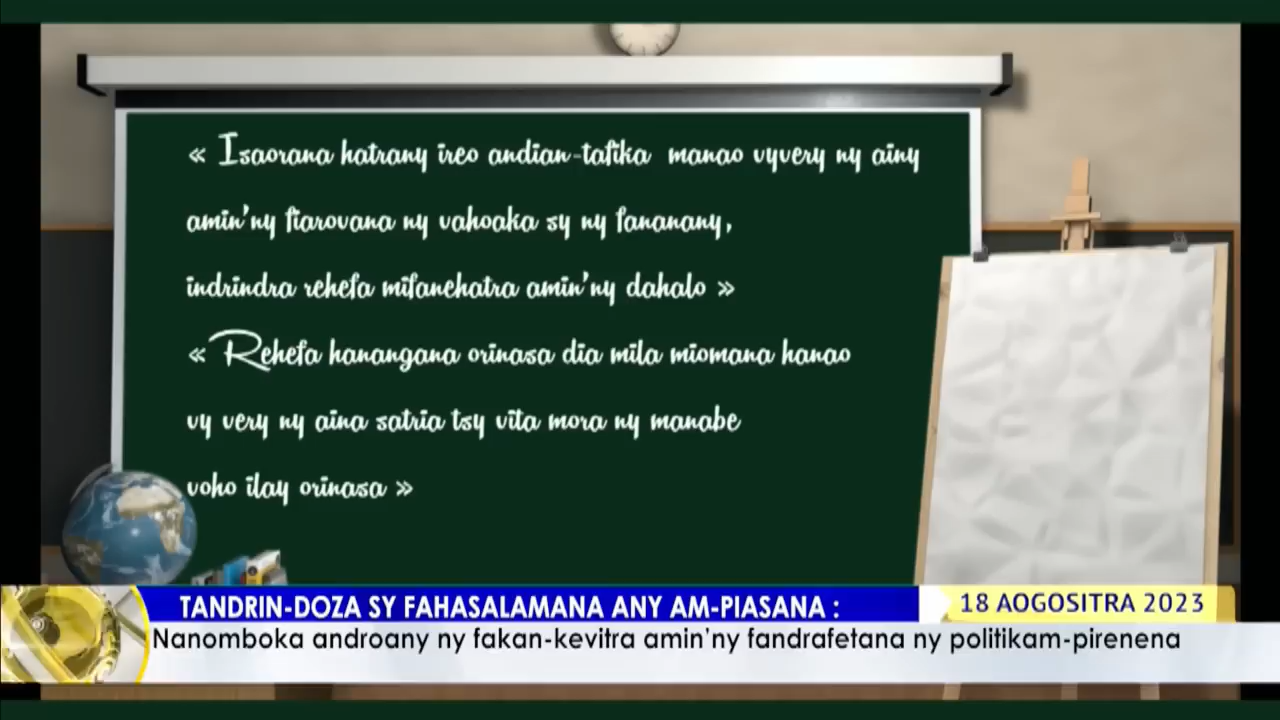 « Isaorana hatrany ireo andian-tafika manao vyvery ny ainy
amin'ny fiarovana ny vahoaka sy ny fananany,
indrindra rehefa mifanehatra amin'ny dahalo »
« Rehefa hanangana orinasa dia mila miomana hanao
vy very ny aina satria tsy vita mora ny manabe
voho ilay orinasa »
TANDRIN-DOZA SY FAHASALAMANA ANY AM-PIASANA :
18 AOGOSITRA 2023
Nanomboka androany ny fakan-kevitra amin'ny fandrafetana ny politikam-pirenena